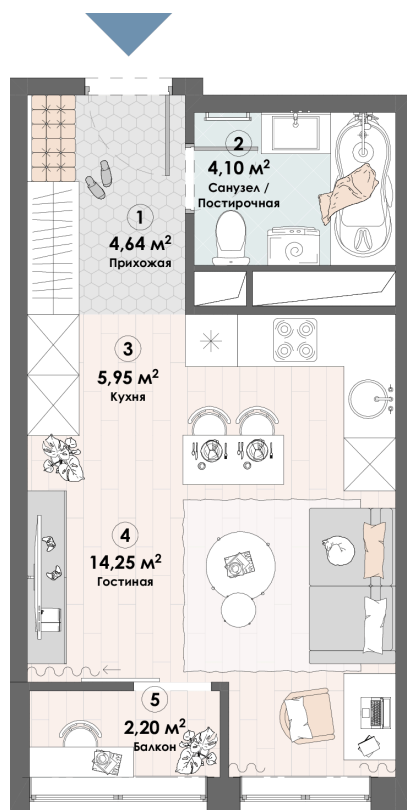 2
4,10 м²
Санузел /
Постирочная
1
4,64 м²
Прихожая
3
5,95 м²
Кухня
4
14,25 м²
Гостиная
5
2,20 м²
Балкон